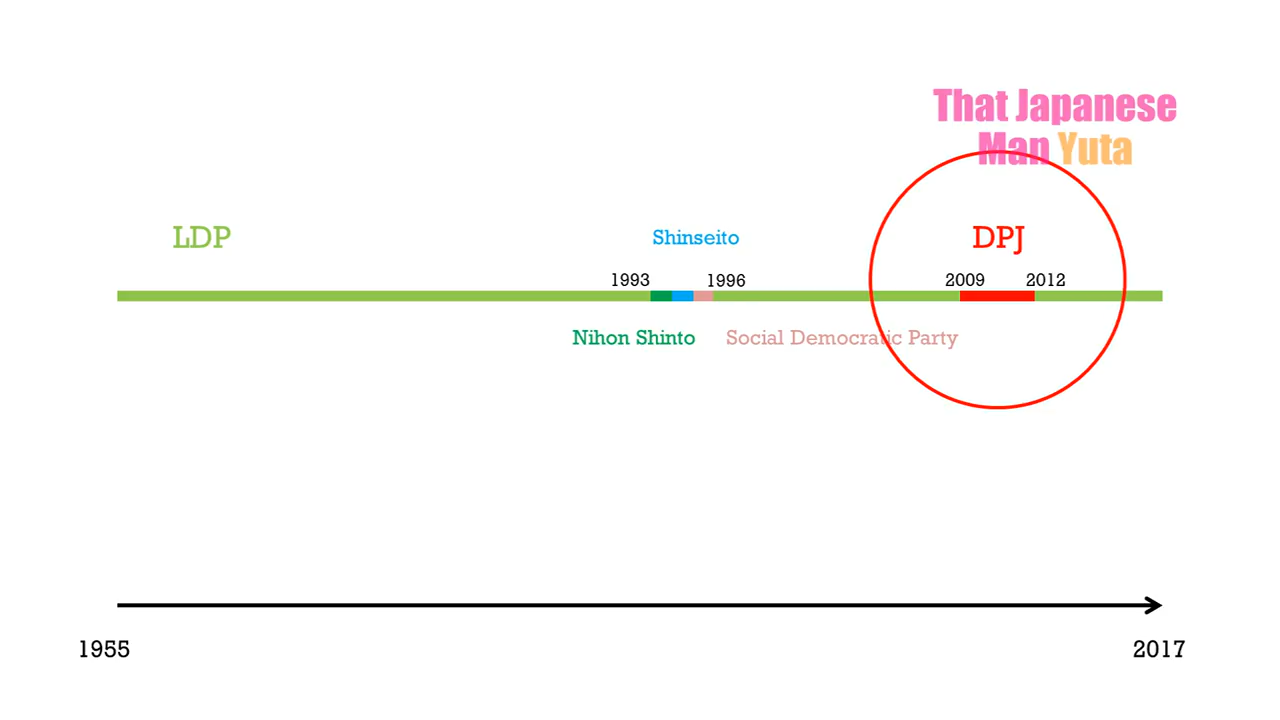 That Japanese
Man Yuta
LDP
Shinseito
DPJ
1993
1996
2009
2012
Nihon Shinto
Social Democratic Party
1955
2017